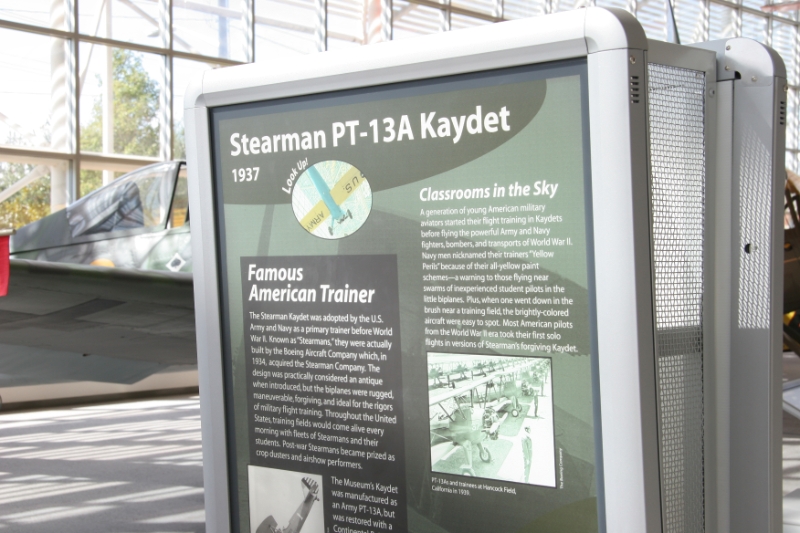 Stearman PT-13A Kaydet
1937
Look Up!
U S
ARMY
Classrooms in the Sky
A generation of young American military
aviators started their flight training in Kaydets
before flying the powerful Army and Navy
fighters, bombers, and transports of World War II.
Navy men nicknamed their trainers "Yellow
Perils" because of their all-yellow paint
schemes—a warning to those flying near
swarms of inexperienced student pilots in the
little biplanes. Plus, when one went down in the
brush near a training field, the brightly-colored
aircraft were easy to spot. Most American pilots
from the World War II era took their first solo
flights in versions of Stearman's forgiving Kaydet.
PT-13As and trainees at Hancock Field,
California in 1939.
The Boeing Company
Famous
American Trainer
The Stearman Kaydet was adopted by the U.S.
Army and Navy as a primary trainer before World
War II. Known as "Stearmans," they were actually
built by the Boeing Aircraft Company which, in
1934, acquired the Stearman Company. The
design was practically considered an antique
when introduced, but the biplanes were rugged,
maneuverable, forgiving, and ideal for the rigors
of military flight training. Throughout the United
States, training fields would come alive every
morning with fleets of Stearmans and their
students. Post-war Stearmans became prized as
crop dusters and airshow performers.
The Museum's Kaydet
was manufactured as
an Army PT-13A, but
was restored with a
Continental